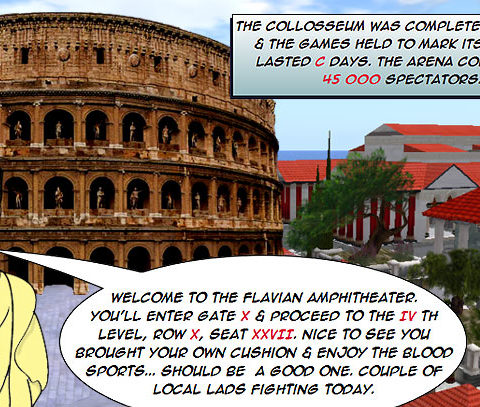 THE COLLOSSEUM WAS COMPLETE
& THE GAMES HELD TO MARK ITS
LASTED C DAYS. THE ARENA
45 000 SPECTATORS.
WELCOME TO THE FLAVIAN AMPHITHEATER.
YOU'LL ENTER GATE X & PROCEED TO THE IV TH
LEVEL, ROW X, SEAT XXVII. NICE TO SEE YOU
BROUGHT YOUR OWN CUSHION & ENJOY THE BLOOD
SPORTS... SHOULD BE A GOOD ONE. COUPLE OF
LOCAL LADS FIGHTING TODAY.